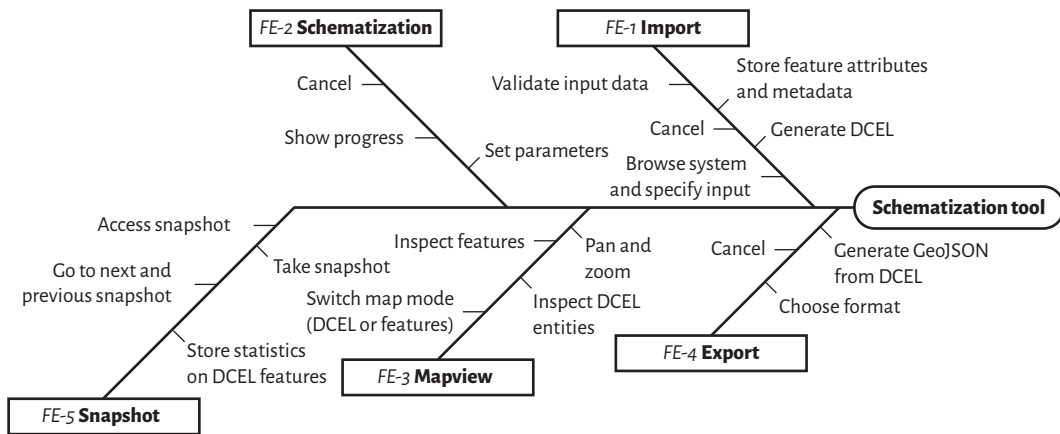 FE-2 Schematization
FE-1 Import
Cancel
Show progress
Set parameters
Validate input data
Store feature attributes
and metadata
Cancel
Generate DCEL
Browse system
and specify input
Schematization tool
Access snapshot
Take snapshot
Go to next and
previous snapshot
Store statistics
on DCEL features
FE-5 Snapshot
Inspect features
Pan and
zoom
Switch map mode
(DCEL or features)
Inspect DCEL
entities
FE-3 Mapview
Cancel
Generate GeoJSON
from DCEL
Choose format
FE-4 Export